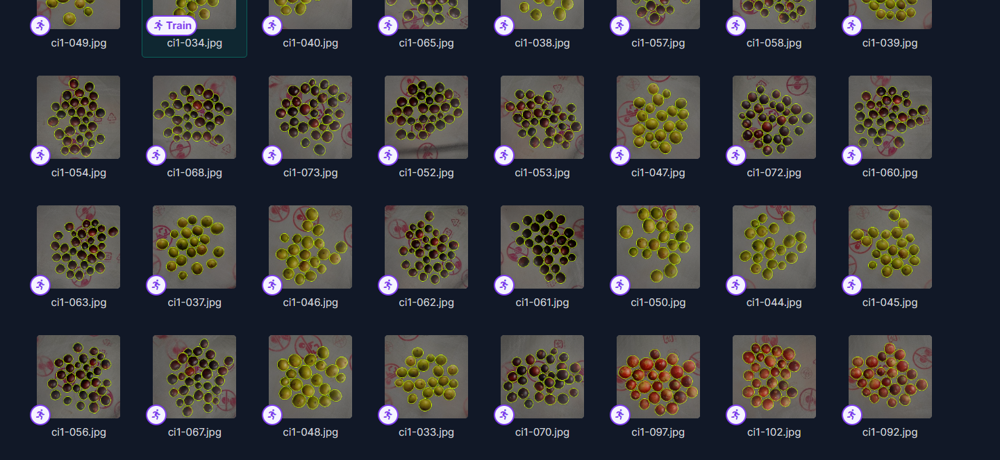 ci1-049.jpg
Train
ci1-034.jpg
ci1-040.jpg
ci1-065.jpg
ci1-038.jpg
ci1-057.jpg
ci1-058.jpg
ci1-039.jpg
ci1-054.jpg
ci1-068.jpg
ci1-073.jpg
ci1-052.jpg
ci1-053.jpg
ci1-047.jpg
ci1-072.jpg
ci1-060.jpg
ci1-063.jpg
ci1-037.jpg
ci1-046.jpg
ci1-062.jpg
ci1-061.jpg
ci1-050.jpg
ci1-044.jpg
ci1-045.jpg
ci1-056.jpg
ci1-067.jpg
ci1-048.jpg
ci1-033.jpg
ci1-070.jpg
ci1-097.jpg
ci1-102.jpg
ci1-092.jpg